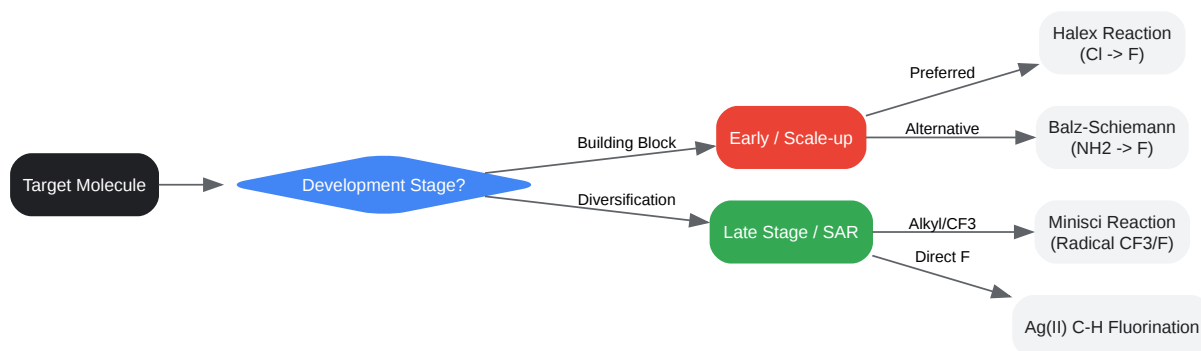 Target Molecule
Development Stage?
Building Block
Diversification
Early / Scale-up
Late Stage / SAR
Preferred
Alternative
Alkyl/CF3
Direct F
Halex Reaction
(Cl -> F)
Balz-Schiemann
(NH2 -> F)
Minisci Reaction
(Radical CF3/F)
Ag(II) C-H Fluorination